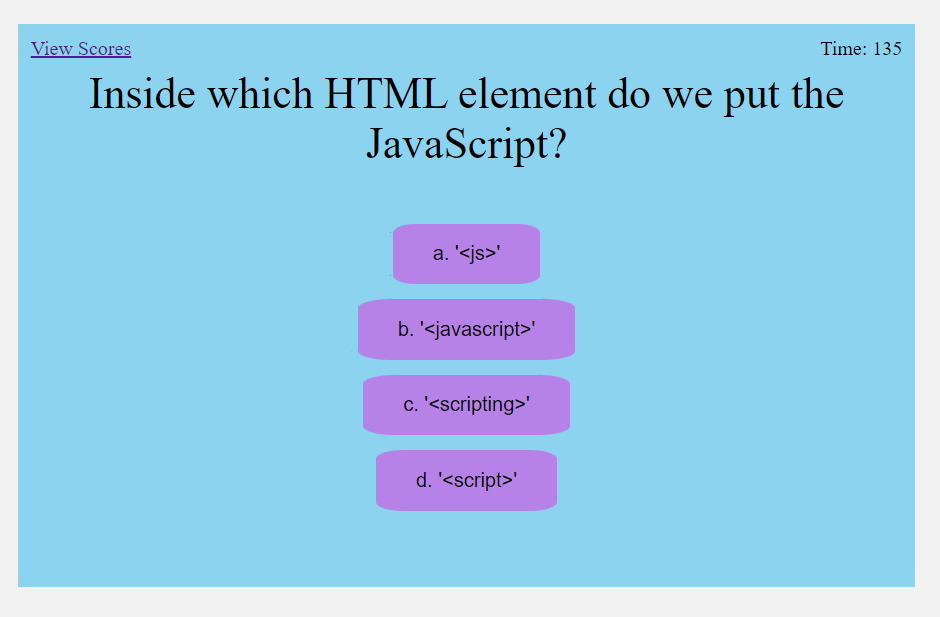 View Scores
Time: 135
Inside which HTML element do we put the
JavaScript?
a. '<js>'
b. '<javascript>'
c. '<scripting>'
d. '<script>'